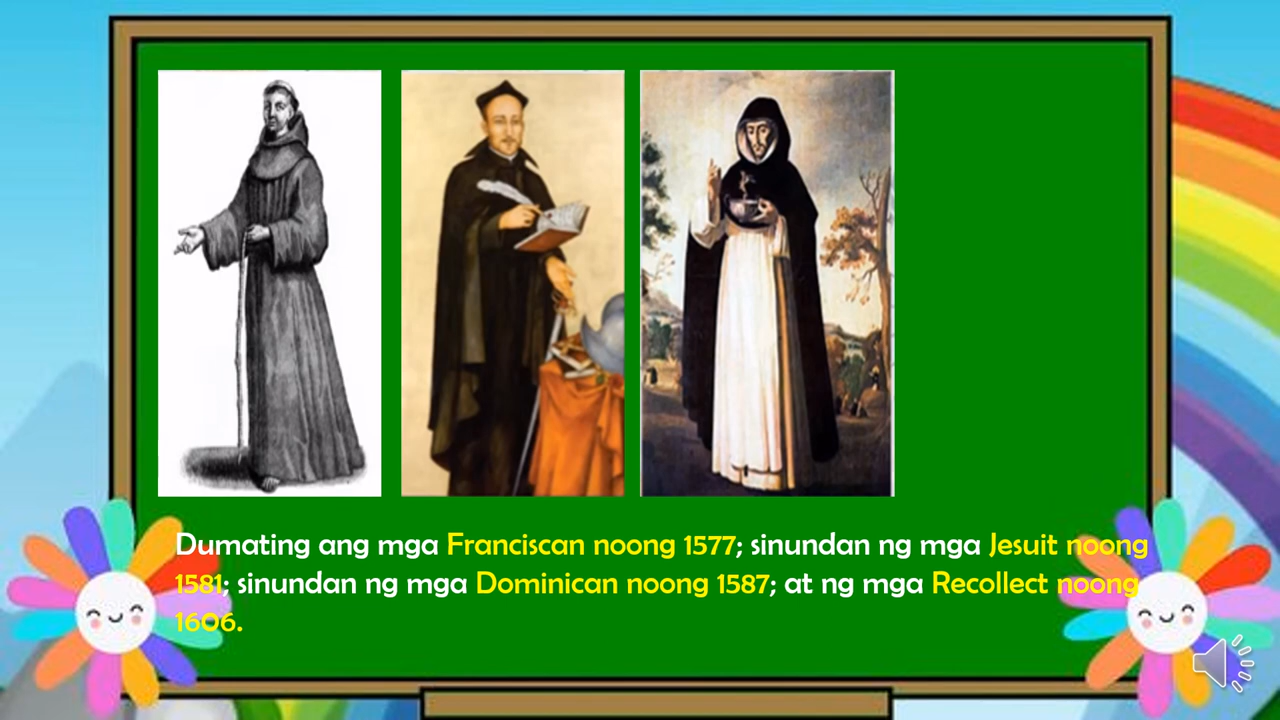 Dumating ang mga Franciscan noong 1577; sinundan ng mga Jesuit noong
1581; sinundan ng mga Dominican noong 1587; at ng mga Recollect noong
1606.